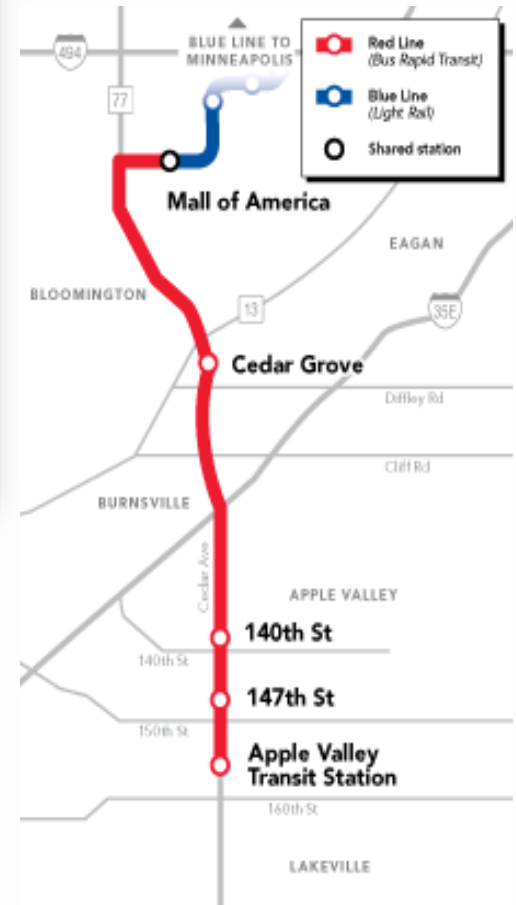 494
BLUE LINE TO
MINNEAPOLIS
Red Line
(Bus Rapid Transit)
Blue Line
(Light Rail)
Shared station
77
Mall of America
EAGAN
BLOOMINGTON
13
35E
Cedar Grove
Diffley Rd
Cliff Rd
BURNSVILLE
Cedar Ave
APPLE VALLEY
140th St
140th St
147th St
150th St
Apple Valley
Transit Station
160th St
LAKEVILLE